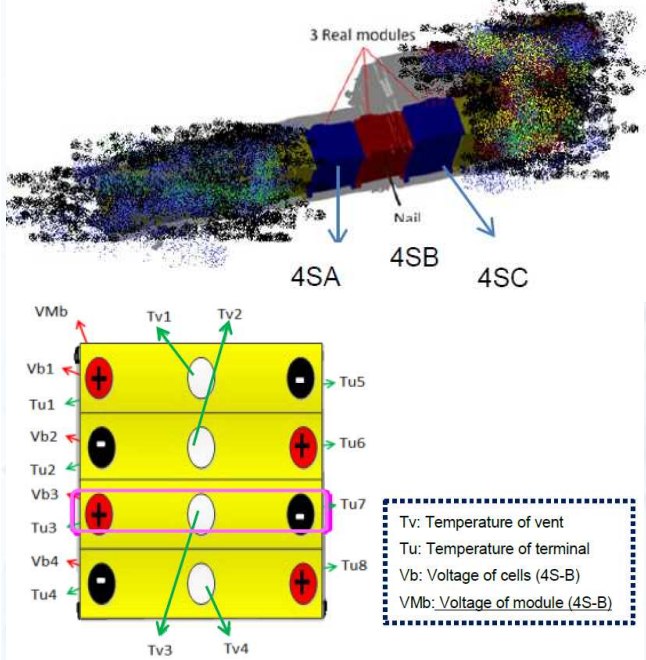 3 Real modules
Nail
4SA
4SB
4SC
VMb
Tv1
Tv2
Vb1
+
-
Tu5
Tu1
Vb2
-
+
Tu6
Tu2
Vb3
+
-
Tu7
Tu3
Vb4
-
+
Tu8
Tu4
Tv3
Tv4
Tv: Temperature of vent
Tu: Temperature of terminal
Vb: Voltage of cells (4S-B)
VMb: Voltage of module (4S-B)